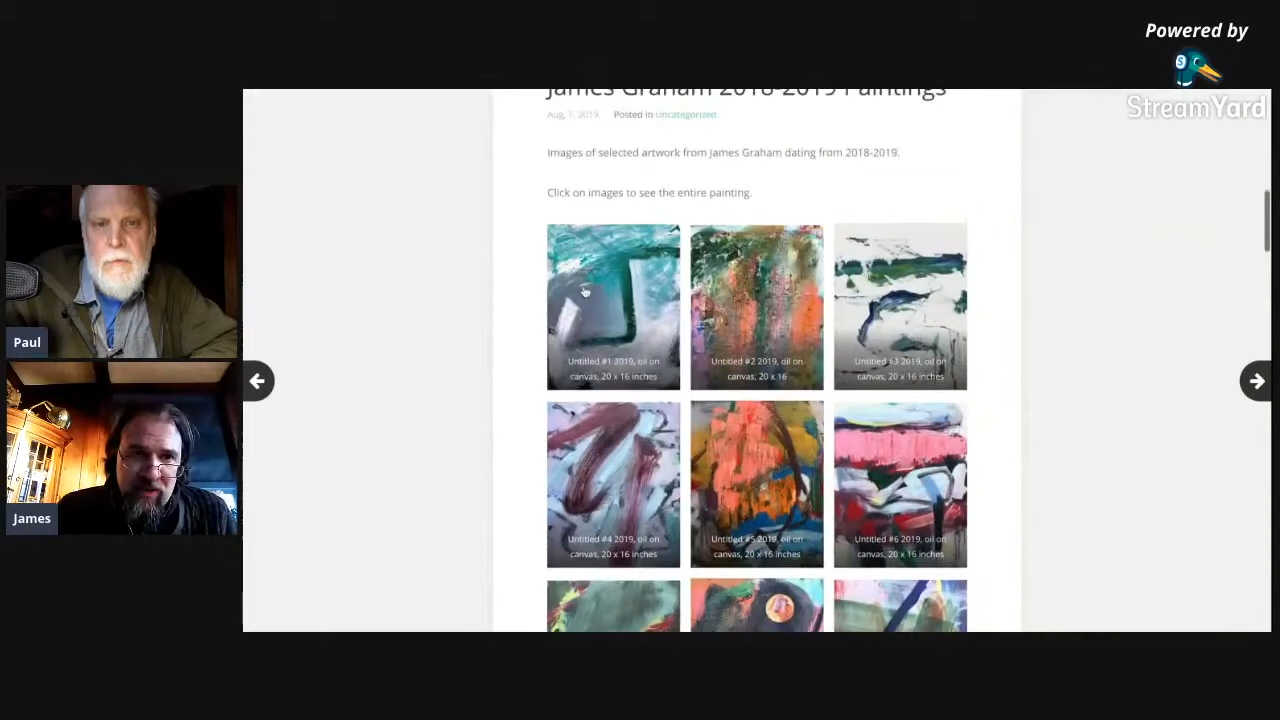 Powered by
StreamYard
James Graham 2018-2019 Paintings
Aug, 7, 2019 Posted in Uncategorized
Images of selected artwork from James Graham dating from 2018-2019.
Click on images to see the entire painting.
Untitled #1 2019, oil on
canvas, 20 x 16 inches
Untitled #2 2019, oil on
canvas, 20 x 16
Untitled #3 2019, oil on
canvas, 20 x 16 inches
Paul
Untitled #4 2019, oil on
canvas, 20 x 16 inches
Untitled #5 2019, oil on
canvas, 20 x 16 inches
Untitled #6 2019, oil on
canvas, 20 x 16 inches
James